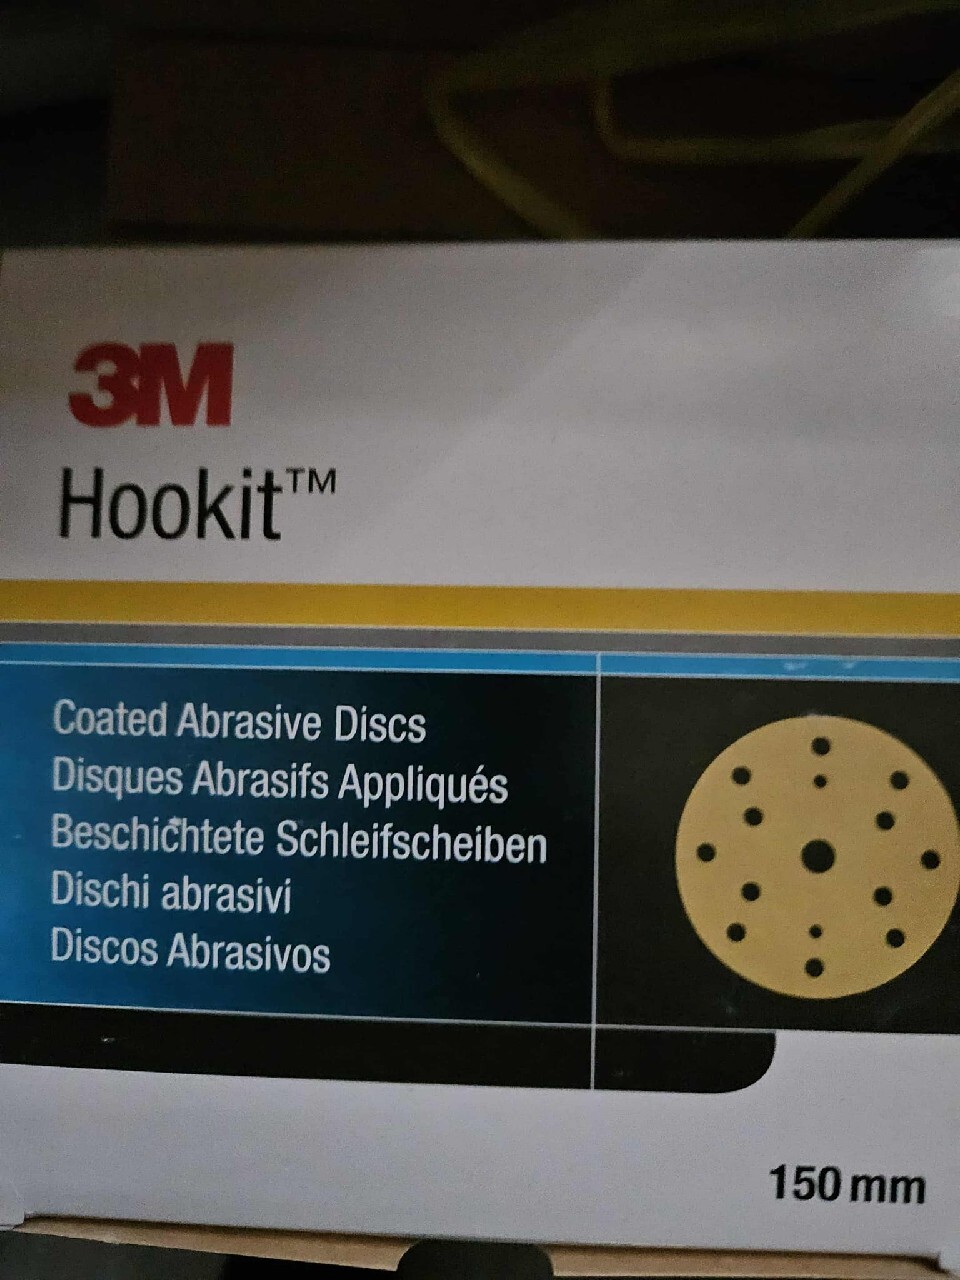 3M
Hookit™
Coated Abrasive Discs
Disques Abrasifs Appliqués
Beschichtete Schleifscheiben
Dischi abrasivi
Discos Abrasivos
150 mm